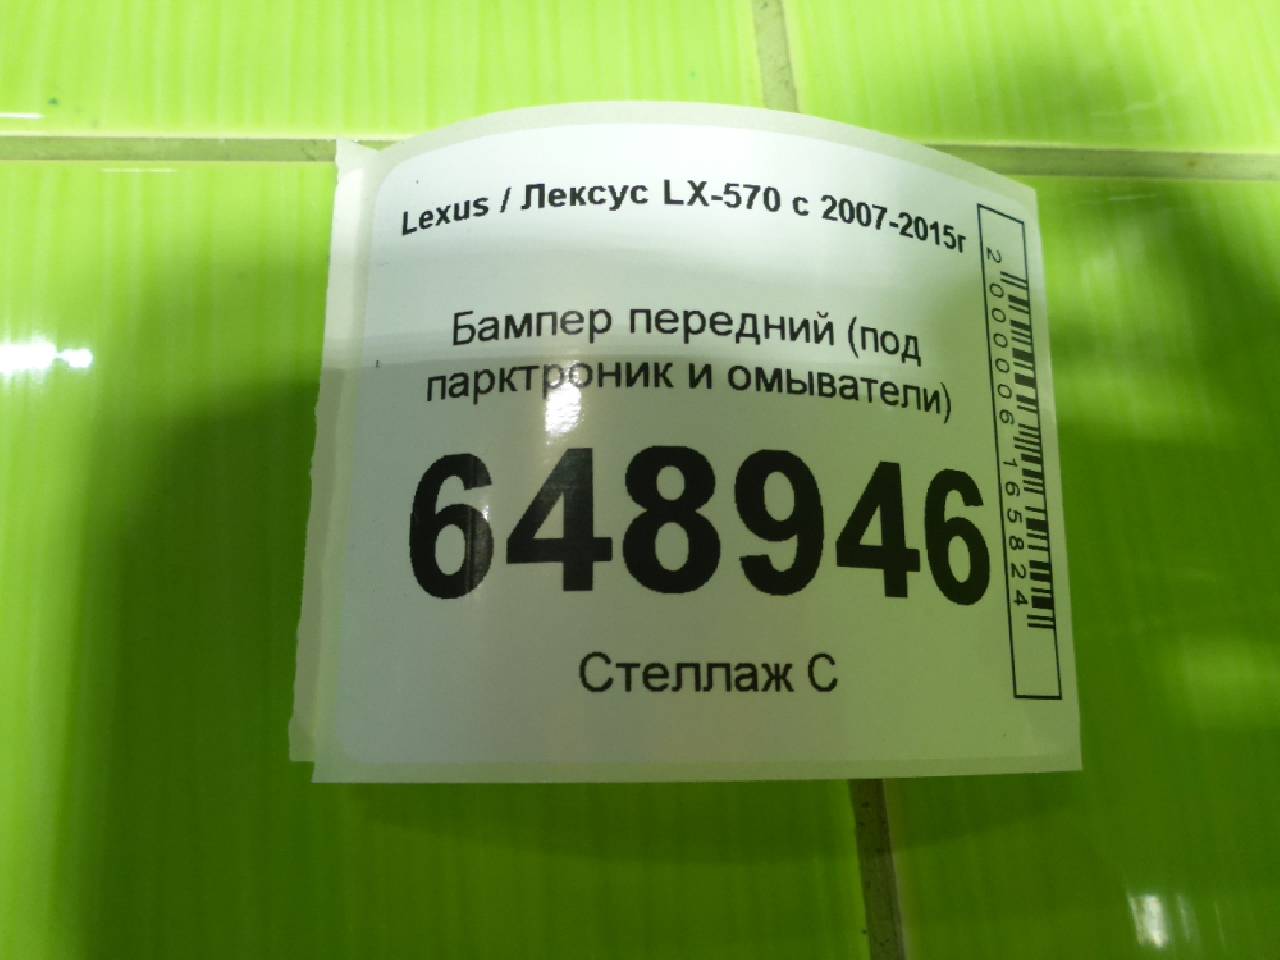 Lexus / Лексус LX-570 с 2007-2015г
Бампер передний (под
парктроник и омыватели)
648946
Стеллаж С
2000006165824